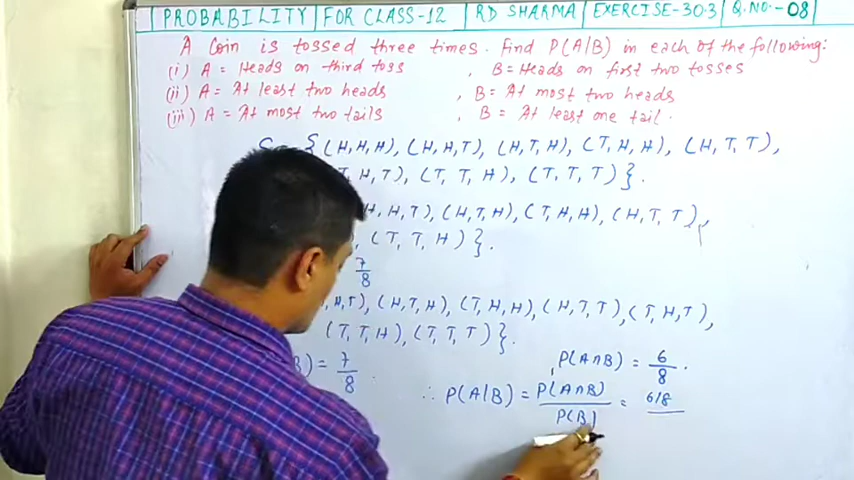 PROBABILITY | FOR CLASS-12 | RD SHARMA | EXERCISE-30.3 | Q.NO.-08
A Coin is tossed three times. Find P(A|B) in each of the following:
(i) A = Heads on third toss , B = Heads on first two tosses
(ii) A = At least two heads , B = At most two heads
(iii) A = At most two tails , B = At least one tail.
{(H,H,H), (H,H,T), (H,T,H), (T,H,H), (H,T,T),
H,T), (T,T,H), (T,T,T)}.
H,H,T), (H,T,H), (T,H,H), (H,T,T),
(T,T,H)}.
7/8
H,T), (H,T,H), (T,H,H), (H,T,T), (T,H,T),
(T,T,H), (T,T,T)}.
B) = 7/8 . , P(A∩B) = 6/8 .
∴ P(A|B) = P(A∩B)/P(B) = 6/8